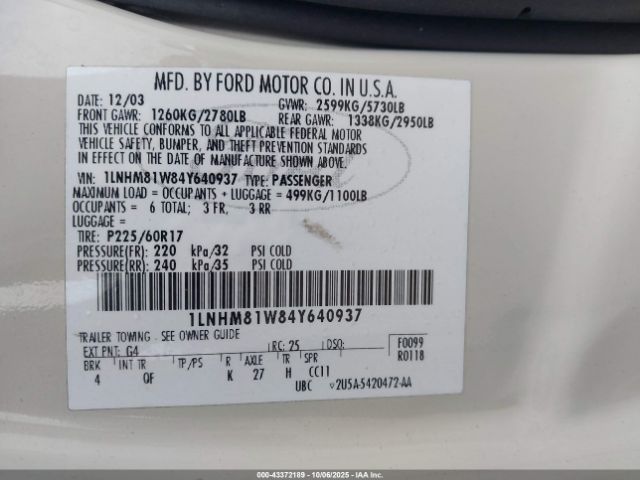 MFD. BY FORD MOTOR CO. IN U.S.A.
DATE: 12/03 GVWR: 2599KG/5730LB
FRONT GAWR: 1260KG/2780LB REAR GAWR: 1338KG/2950LB
THIS VEHICLE CONFORMS TO ALL APPLICABLE FEDERAL MOTOR
VEHICLE SAFETY, BUMPER, AND THEFT PREVENTION STANDARDS
IN EFFECT ON THE DATE OF MANUFACTURE SHOWN ABOVE.
VIN: 1LNHM81W84Y640937 TYPE: PASSENGER
MAXIMUM LOAD = OCCUPANTS + LUGGAGE = 499KG/1100LB
OCCUPANTS = 6 TOTAL; 3 FR, 3 RR
LUGGAGE =
TIRE: P225/60R17
PRESSURE(FR): 220 kPa/32 PSI COLD
PRESSURE(RR): 240 kPa/35 PSI COLD
1LNHM81W84Y640937
TRAILER TOWING - SEE OWNER GUIDE
EXT PNT: G4 RC: 25 DSO: F0099
BRK INT TR TP/PS R AXLE TR SPR R0118
4 OF K 27 H CC11
UBC 2U5A-5420472-AA
000-43372189 - 10/06/2025 - IAAI.com